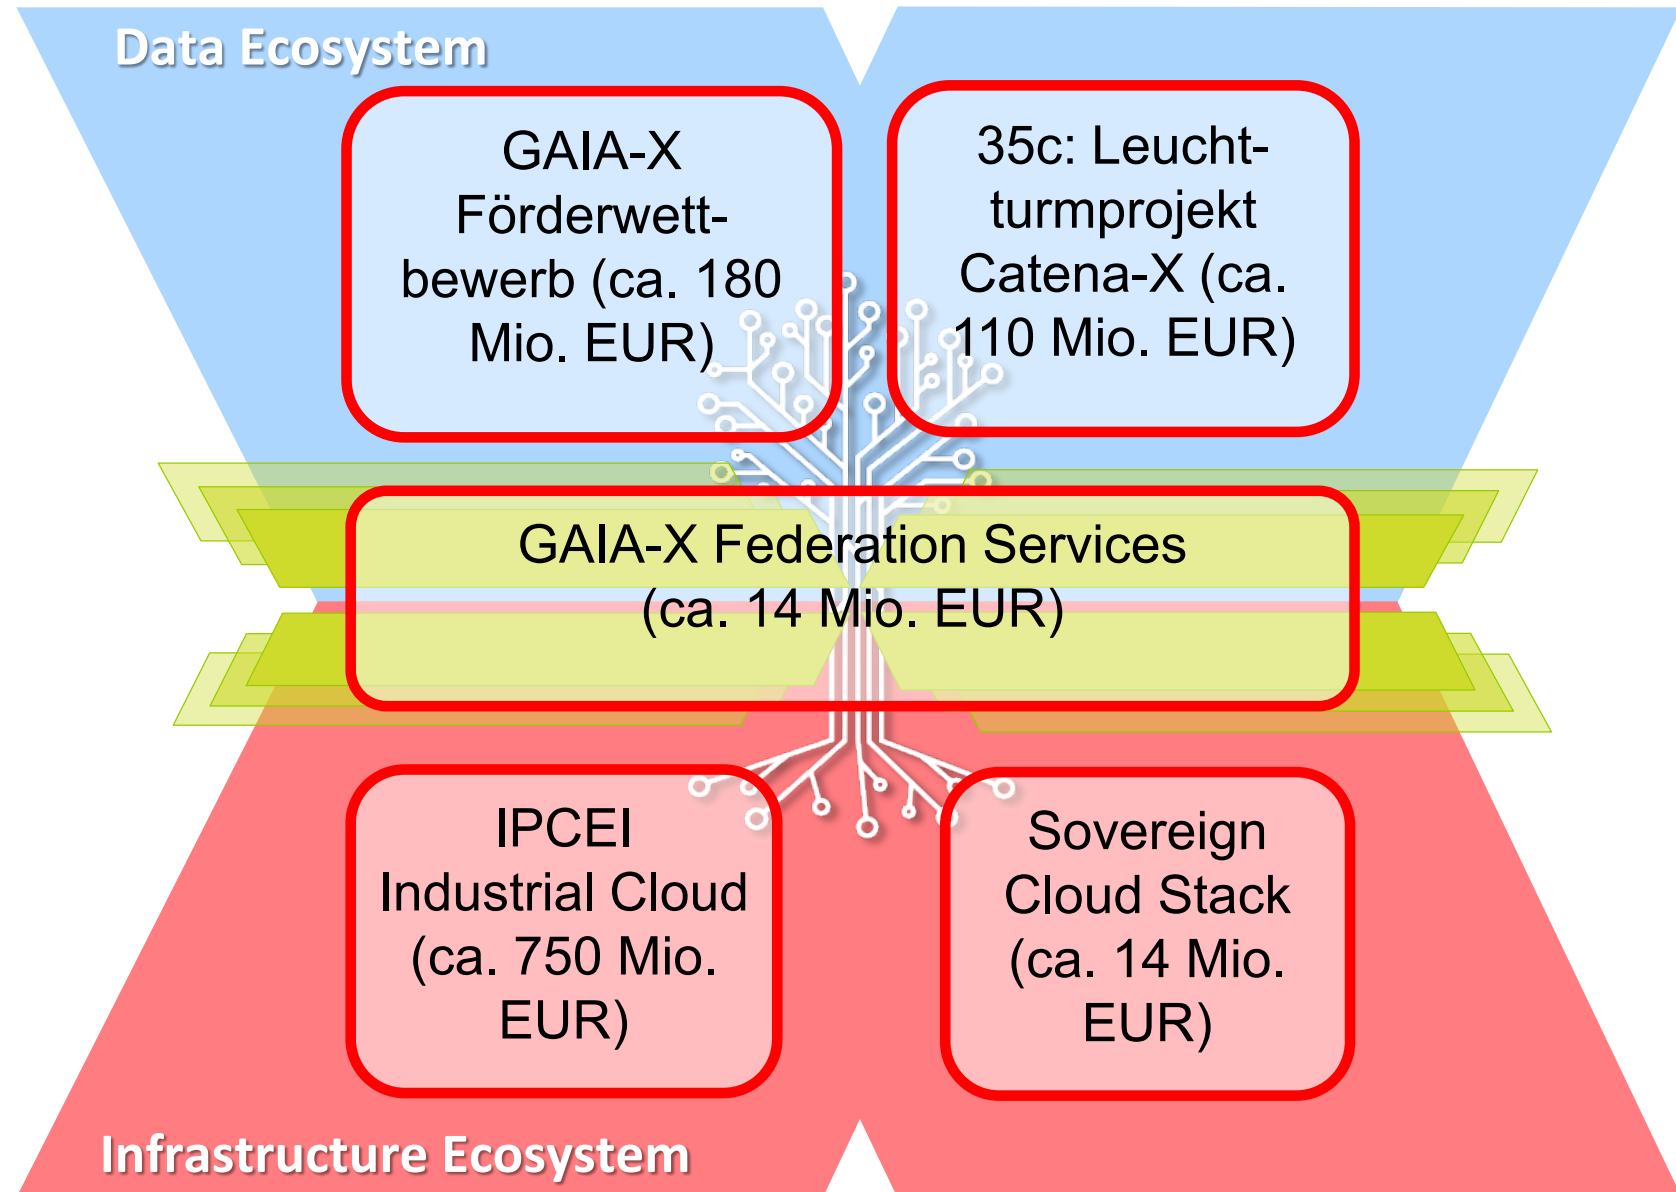 Data Ecosystem
GAIA-X
Förderwett-
bewerb (ca. 180
Mio. EUR)
35c: Leucht-
turmprojekt
Catena-X (ca.
110 Mio. EUR)
GAIA-X Federation Services
(ca. 14 Mio. EUR)
IPCEI
Industrial Cloud
(ca. 750 Mio.
EUR)
Sovereign
Cloud Stack
(ca. 14 Mio.
EUR)
Infrastructure Ecosystem